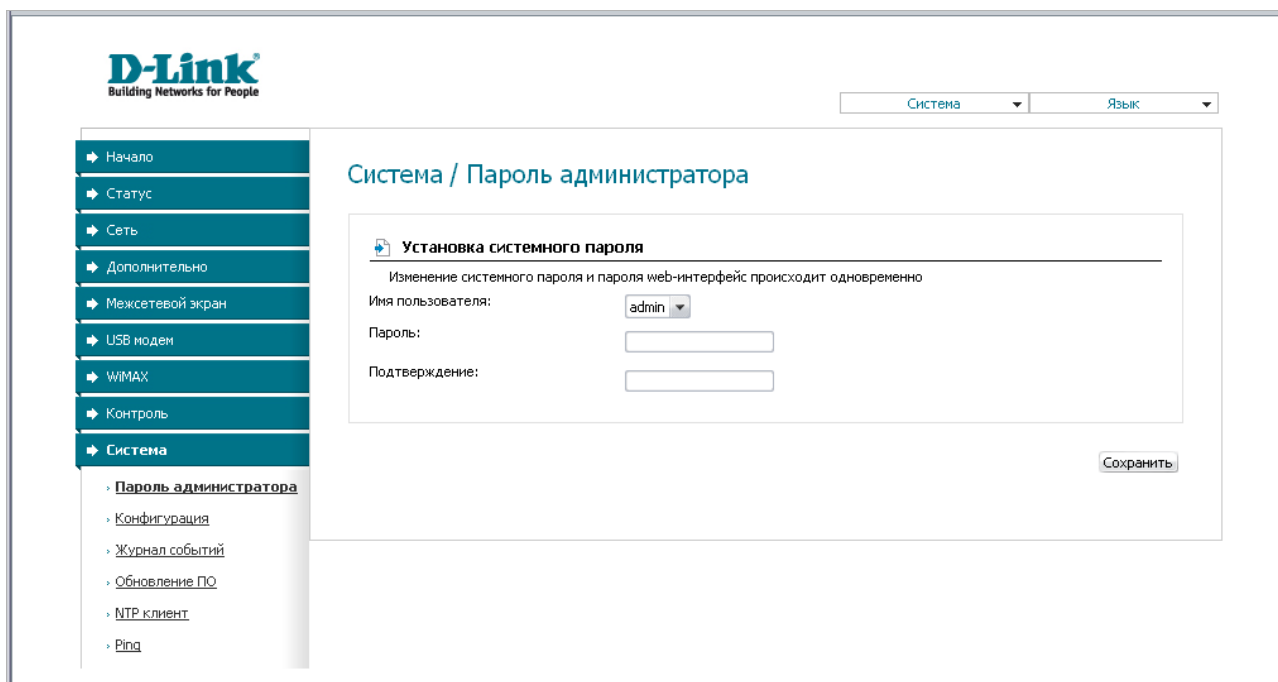 D-Link®
Building Networks for People
Система
Язык
Начало
Статус
Сеть
Дополнительно
Межсетевой экран
USB модем
WiMAX
Контроль
Система
Пароль администратора
Конфигурация
Журнал событий
Обновление ПО
NTP клиент
Ping
Система / Пароль администратора
Установка системного пароля
Изменение системного пароля и пароля web-интерфейс происходит одновременно
Имя пользователя:
admin
Пароль:
Подтверждение:
Сохранить